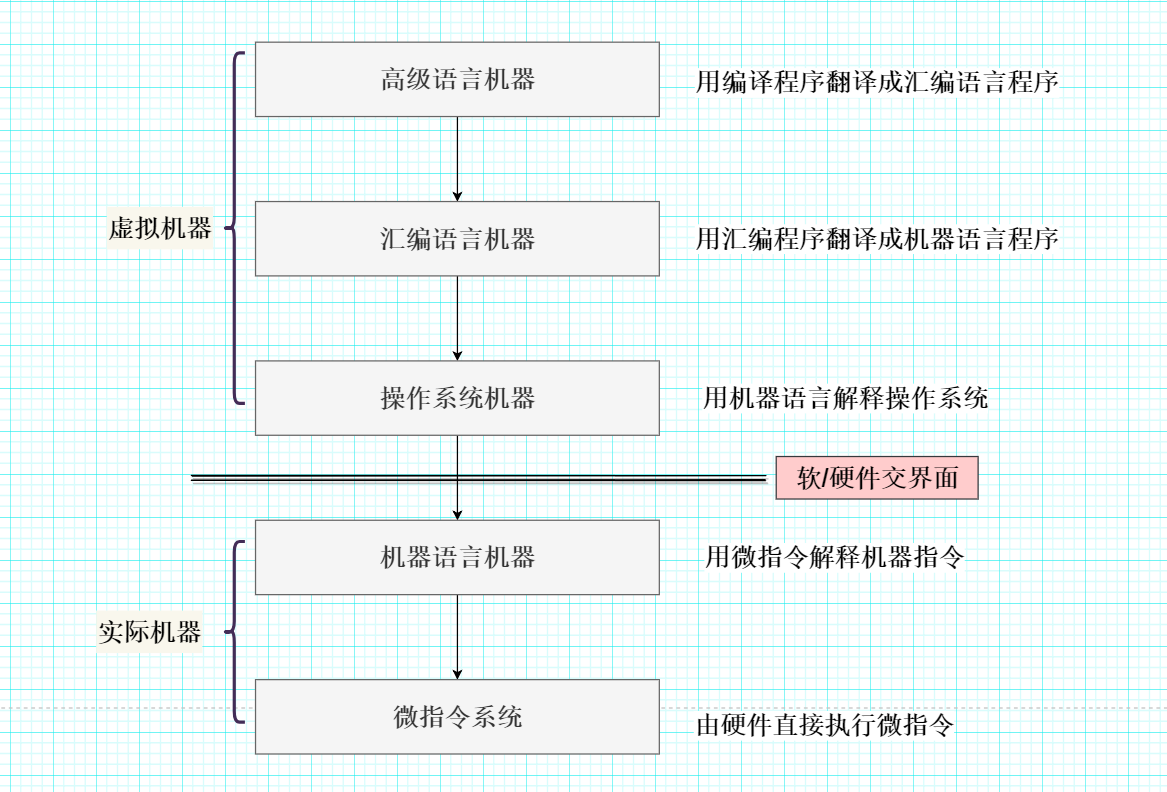 高级语言机器
用编译程序翻译成汇编语言程序
虚拟机器
汇编语言机器
用汇编程序翻译成机器语言程序
操作系统机器
用机器语言解释操作系统
软/硬件交界面
机器语言机器
用微指令解释机器指令
实际机器
微指令系统
由硬件直接执行微指令